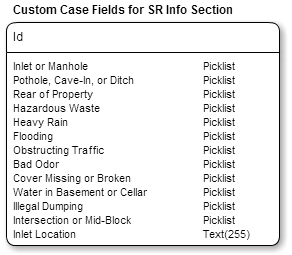 Custom Case Fields for SR Info Section
Id
Inlet or Manhole Picklist
Pothole, Cave-In, or Ditch Picklist
Rear of Property Picklist
Hazardous Waste Picklist
Heavy Rain Picklist
Flooding Picklist
Obstructing Traffic Picklist
Bad Odor Picklist
Cover Missing or Broken Picklist
Water in Basement or Cellar Picklist
Illegal Dumping Picklist
Intersection or Mid-Block Picklist
Inlet Location Text(255)